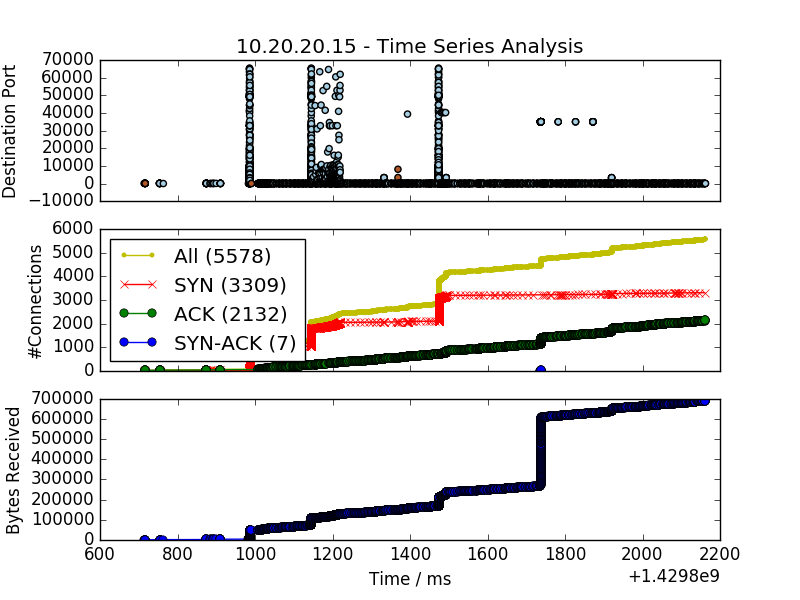 10.20.20.15 - Time Series Analysis
Destination Port
70000
60000
50000
40000
30000
20000
10000
0
−10000
#Connections
6000
5000
4000
3000
2000
1000
0
All (5578)
SYN (3309)
ACK (2132)
SYN-ACK (7)
Bytes Received
700000
600000
500000
400000
300000
200000
100000
0
600 800 1000 1200 1400 1600 1800 2000 2200
Time / ms
+1.4298e9